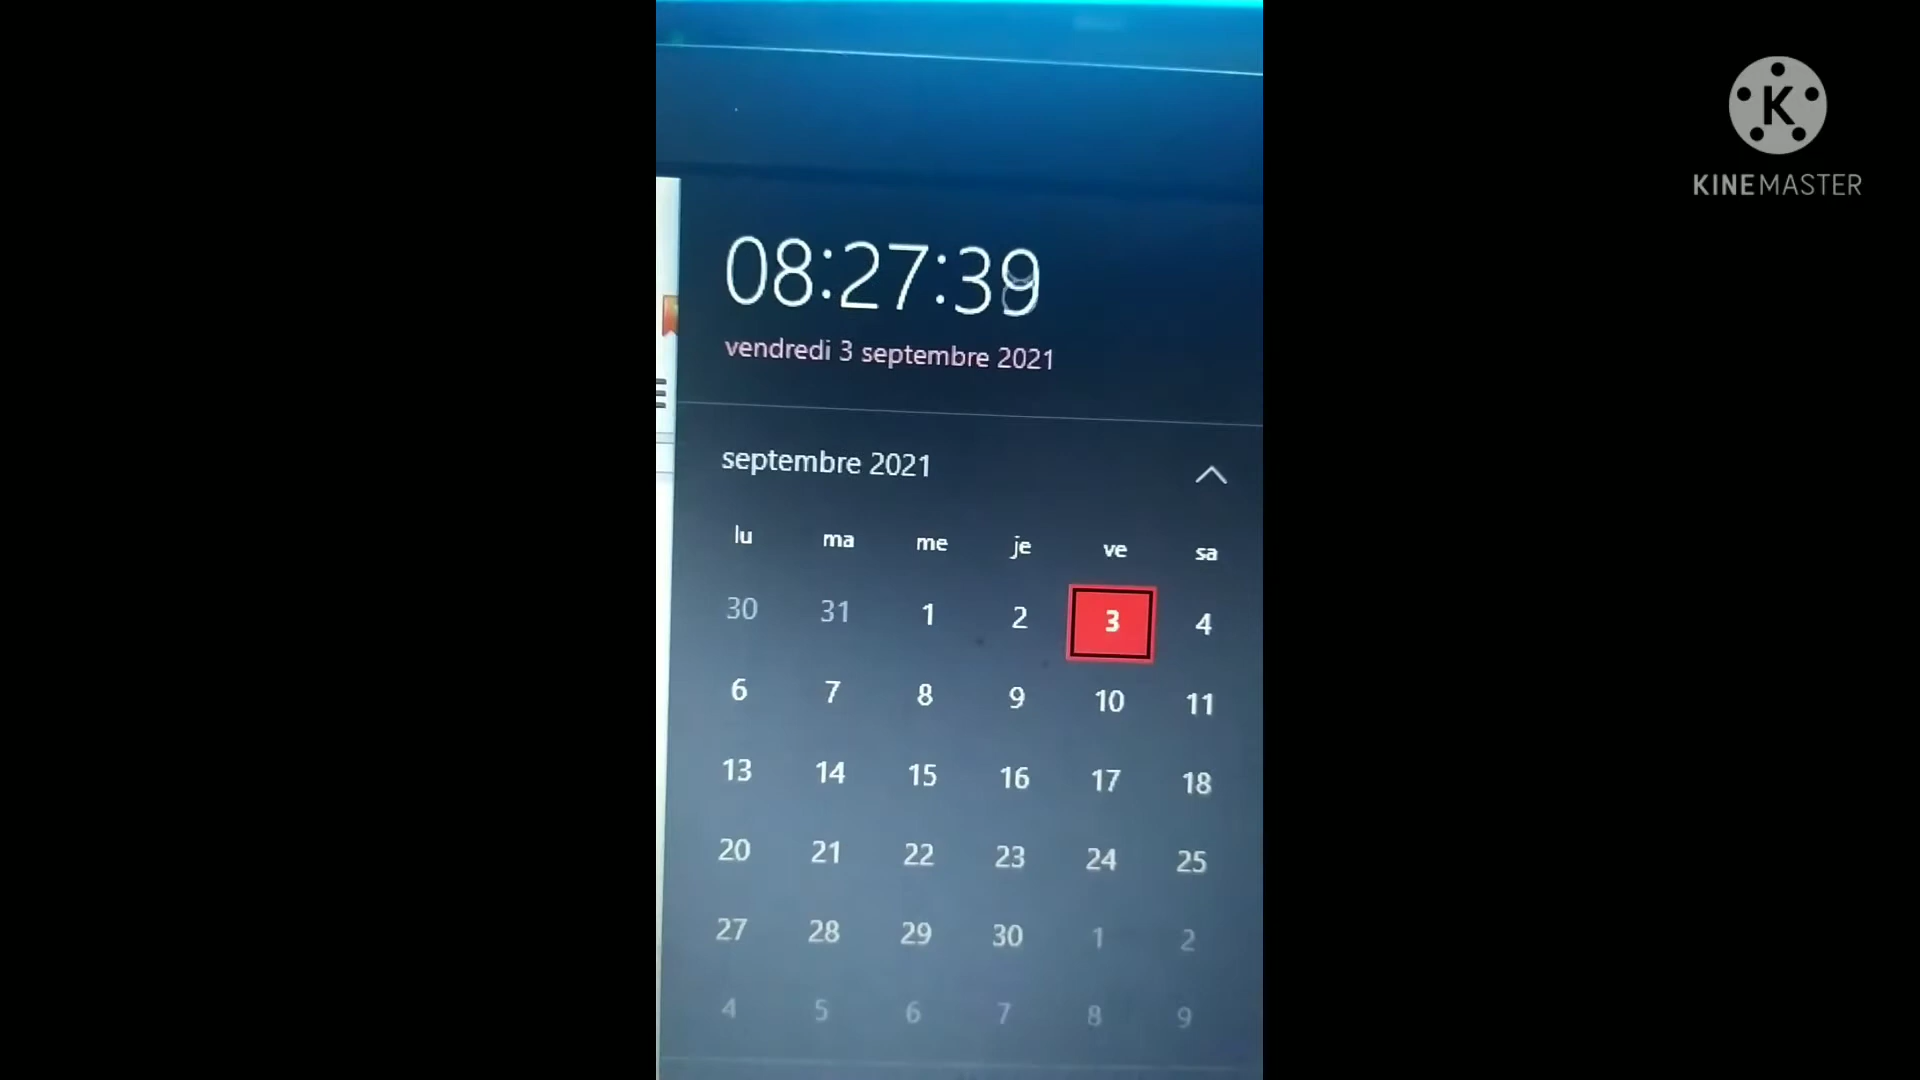 K
KINEMASTER
08:27:39
vendredi 3 septembre 2021
septembre 2021
lu ma me je ve sa
30 31 1 2 3 4
6 7 8 9 10 11
13 14 15 16 17 18
20 21 22 23 24 25
27 28 29 30 1 2
4 5 6 7 8 9